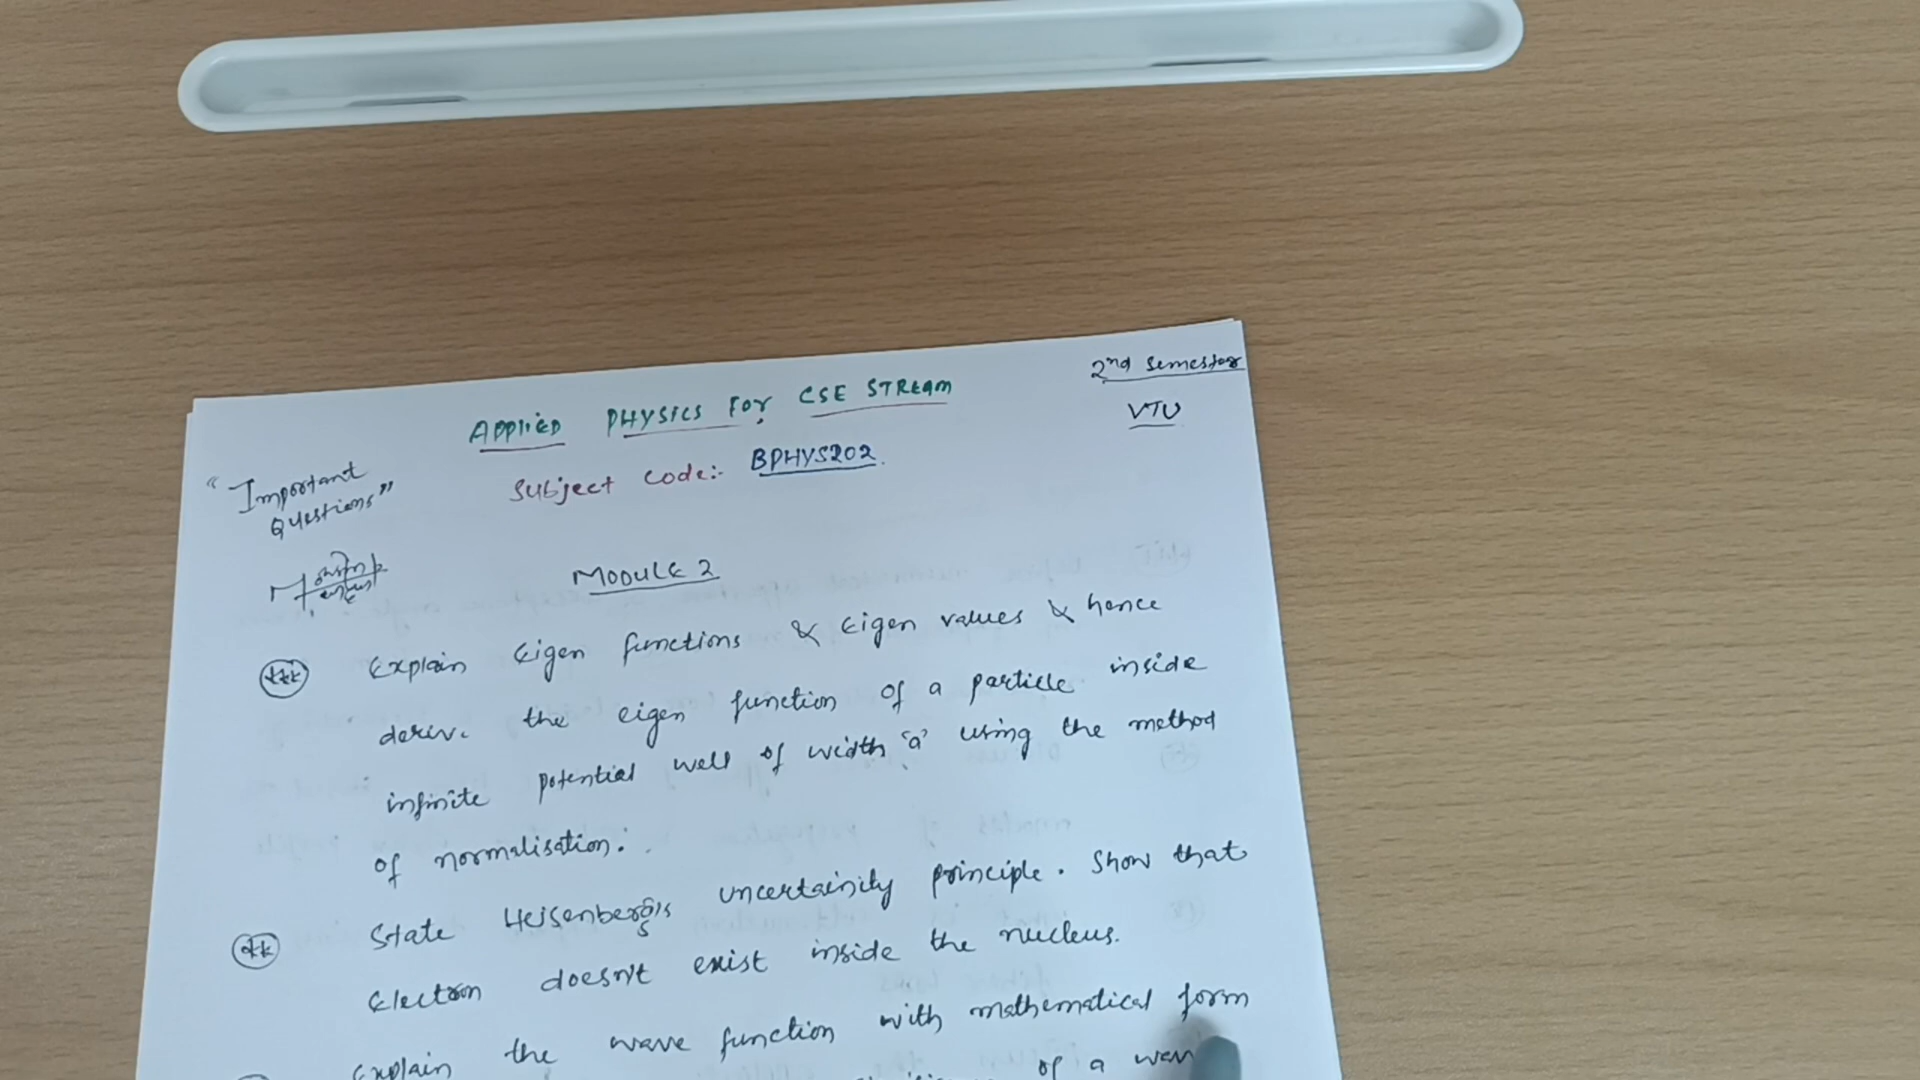 2nd Semester
APPLIED PHYSICS FOR CSE STREAM
VTU
Subject Code:- BPHYS202.
"Important
Questions"
MODULE 2
*** Explain Eigen functions & Eigen values & hence
derive the eigen function of a particle inside
infinite potential well of width 'a' using the method
of normalisation.
** State Heisenberg's uncertainity principle. Show that
Electron doesn't exist inside the nucleus.
Explain the wave function with mathematical form
of a